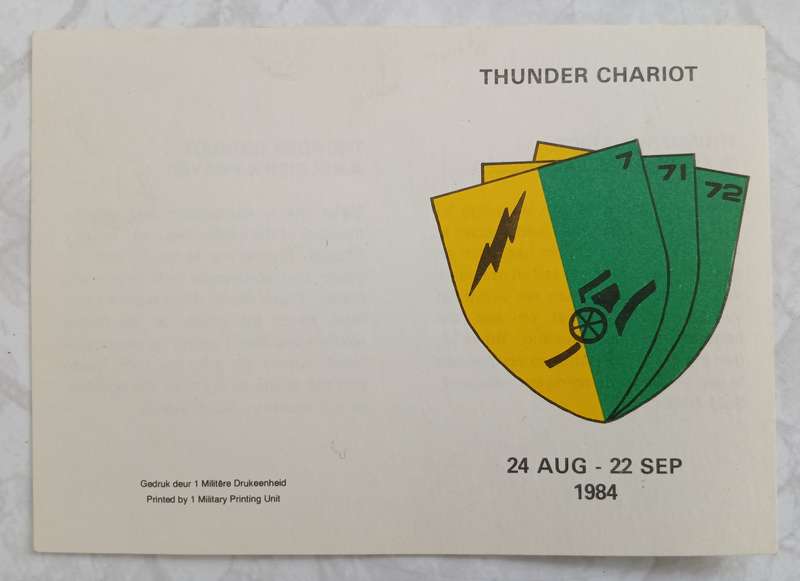 THUNDER CHARIOT
7
71
72
24 AUG - 22 SEP
1984
Gedruk deur 1 Militêre Drukeenheid
Printed by 1 Military Printing Unit